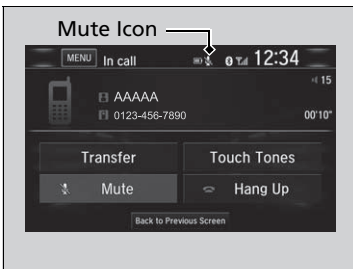 Mute Icon
MENU In call 12:34
15
AAAAA
0123-456-7890 00'10"
Transfer Touch Tones
Mute Hang Up
Back to Previous Screen